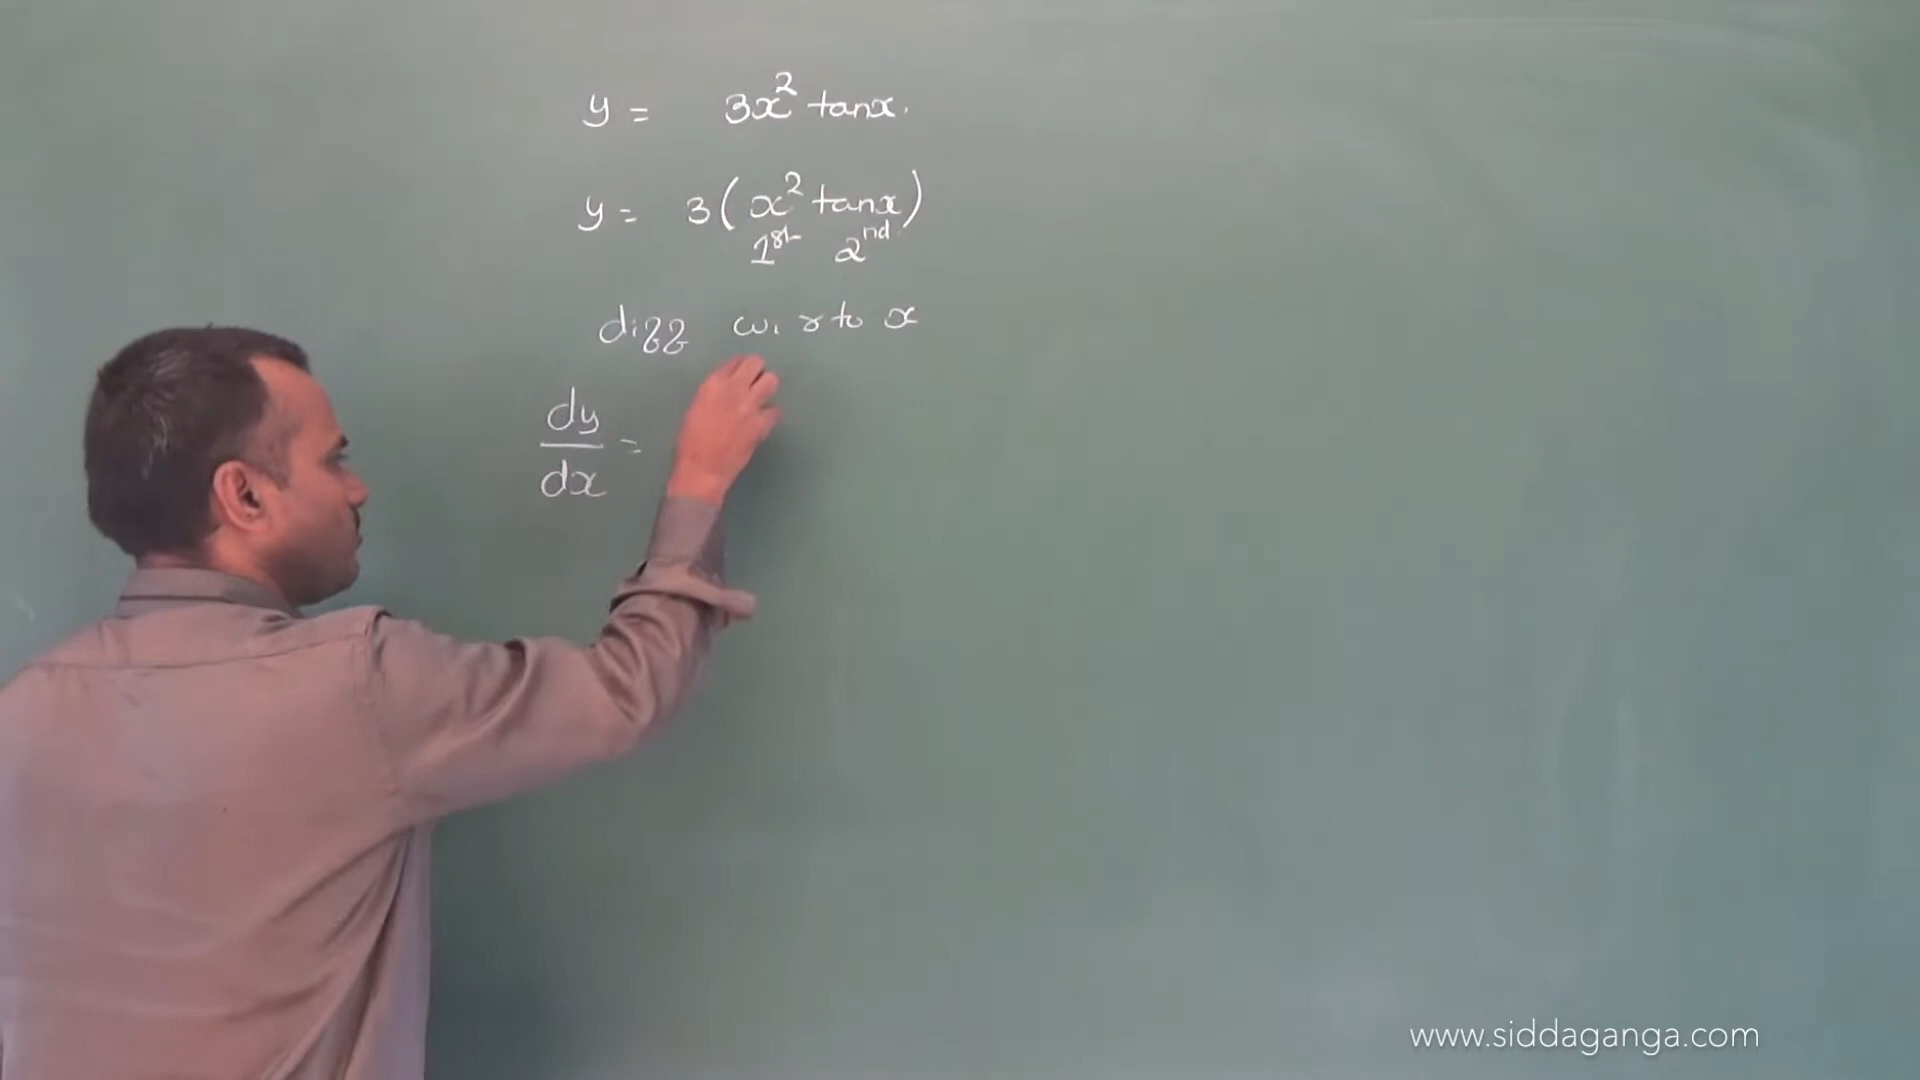 y = 3x² tanx.
y = 3(x² tanx)
1st 2nd
diff w.r to x
dy/dx =
www.siddaganga.com